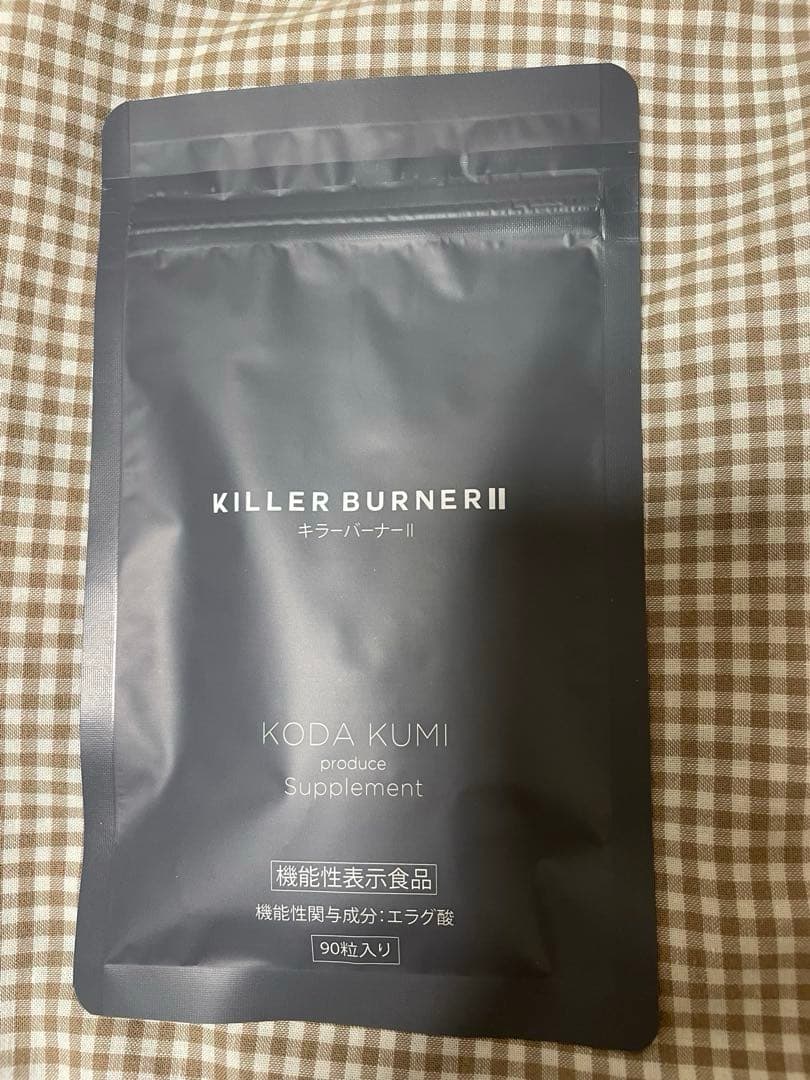 KILLER BURNERII
キラーバーナーII
KODA KUMI
produce
Supplement
機能性表示食品
機能性関与成分：エラグ酸
90粒入り